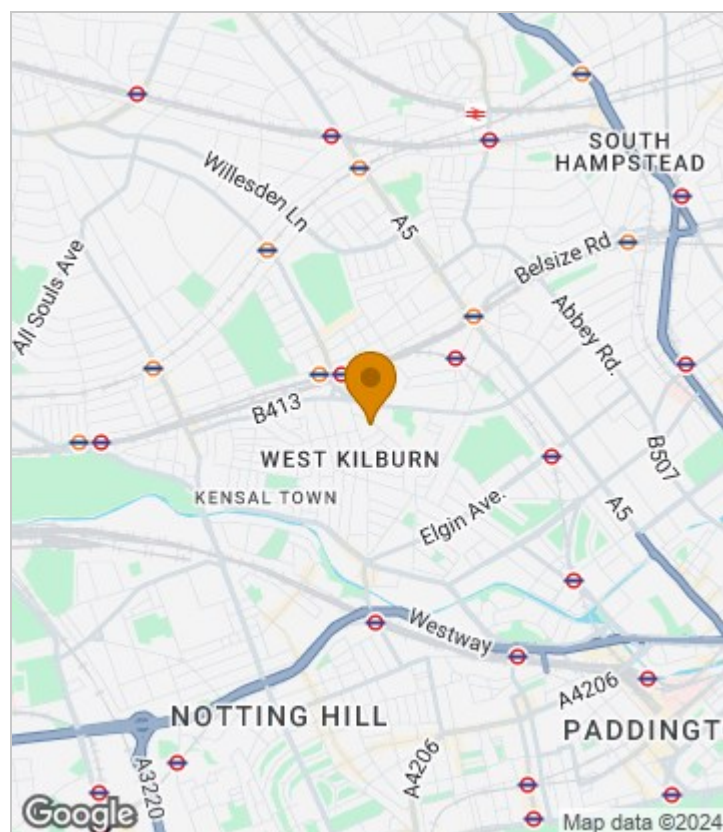 SOUTH
HAMPSTEAD
Willesden Ln
A5
All Souls Ave
Belsize Rd
Abbey Rd.
B413
WEST KILBURN
B507
KENSAL TOWN
Elgin Ave.
A5
Westway
A4206
NOTTING HILL
PADDINGT
A3220
A4206
Google
Map data ©2024